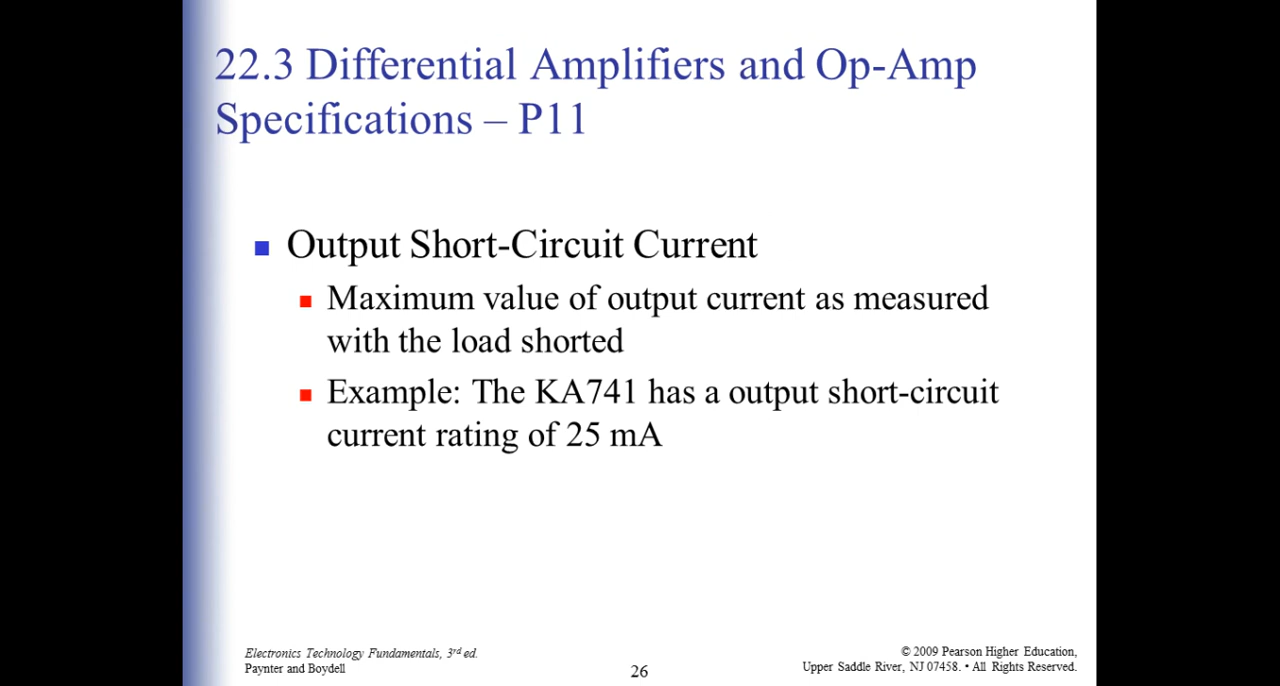 22.3 Differential Amplifiers and Op-Amp
Specifications – P11
Output Short-Circuit Current
Maximum value of output current as measured
with the load shorted
Example: The KA741 has a output short-circuit
current rating of 25 mA
Electronics Technology Fundamentals, 3rd ed.
Paynter and Boydell
26
© 2009 Pearson Higher Education,
Upper Saddle River, NJ 07458. • All Rights Reserved.